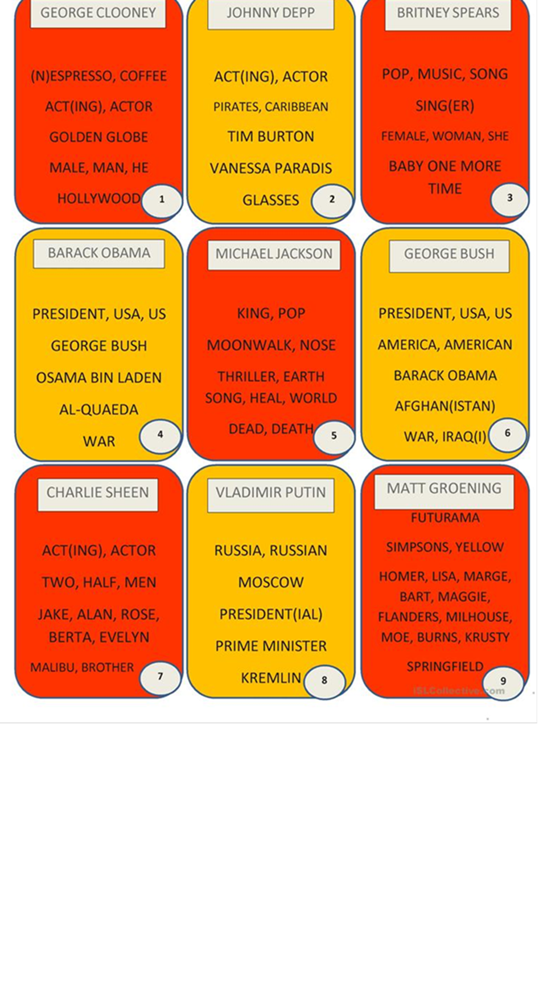 GEORGE CLOONEY
(N)ESPRESSO, COFFEE
ACT(ING), ACTOR
GOLDEN GLOBE
MALE, MAN, HE
HOLLYWOOD
1
JOHNNY DEPP
ACT(ING), ACTOR
PIRATES, CARIBBEAN
TIM BURTON
VANESSA PARADIS
GLASSES
2
BRITNEY SPEARS
POP, MUSIC, SONG
SING(ER)
FEMALE, WOMAN, SHE
BABY ONE MORE
TIME
3
BARACK OBAMA
PRESIDENT, USA, US
GEORGE BUSH
OSAMA BIN LADEN
AL-QUAEDA
WAR
4
MICHAEL JACKSON
KING, POP
MOONWALK, NOSE
THRILLER, EARTH
SONG, HEAL, WORLD
DEAD, DEATH
5
GEORGE BUSH
PRESIDENT, USA, US
AMERICA, AMERICAN
BARACK OBAMA
AFGHAN(ISTAN)
WAR, IRAQ(I)
6
CHARLIE SHEEN
ACT(ING), ACTOR
TWO, HALF, MEN
JAKE, ALAN, ROSE,
BERTA, EVELYN
MALIBU, BROTHER
7
VLADIMIR PUTIN
RUSSIA, RUSSIAN
MOSCOW
PRESIDENT(IAL)
PRIME MINISTER
KREMLIN
8
MATT GROENING
FUTURAMA
SIMPSONS, YELLOW
HOMER, LISA, MARGE,
BART, MAGGIE,
FLANDERS, MILHOUSE,
MOE, BURNS, KRUSTY
SPRINGFIELD
9
iSLCollective.com